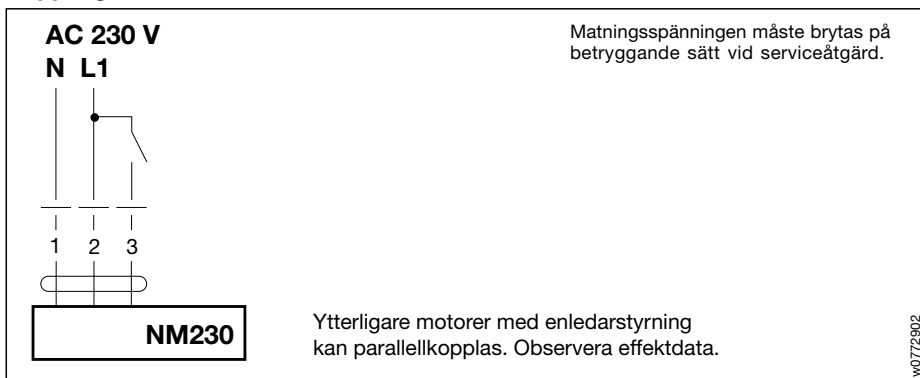 AC 230 V
N L1
Matningsspänningen måste brytas på
betryggande sätt vid serviceåtgärd.
1 2 3
NM230
Ytterligare motorer med enledarstyrning
kan parallellkopplas. Observera effektdata.
w0772902